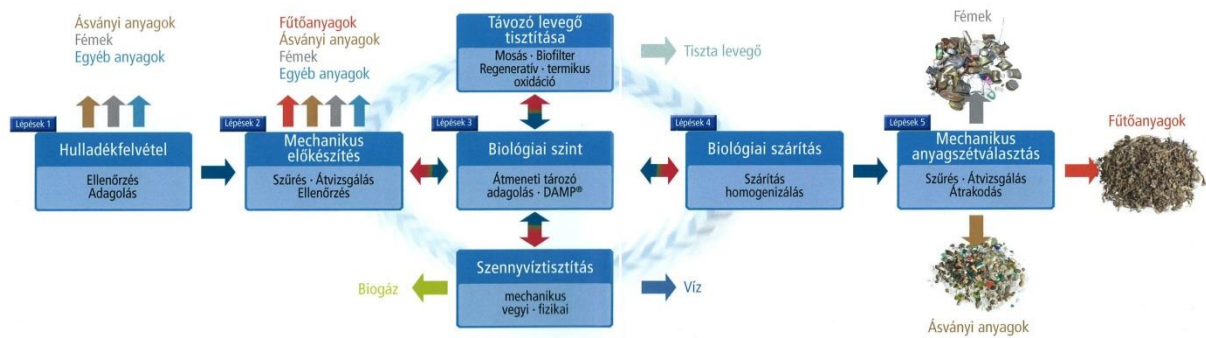 Ásványi anyagok
Fémek
Egyéb anyagok
Lépések 1
Hulladékfelvétel
Ellenőrzés
Adagolás
Fűtőanyagok
Ásványi anyagok
Fémek
Egyéb anyagok
Lépések 2
Mechanikus
előkészítés
Szűrés · Átvizsgálás
Ellenőrzés
Távozó levegő
tisztítása
Mosás · Biofilter
Regeneratív · termikus
oxidáció
Tiszta levegő
Lépések 3
Biológiai szint
Átmeneti tározó
adagolás · DAMP®
Szennyvíztisztítás
mechanikus
vegyi · fizikai
Biogáz
Víz
Lépések 4
Biológiai szárítás
Szárítás
homogenizálás
Fémek
Lépések 5
Mechanikus
anyagszétválasztás
Szűrés · Átvizsgálás
Átrakodás
Fűtőanyagok
Ásványi anyagok